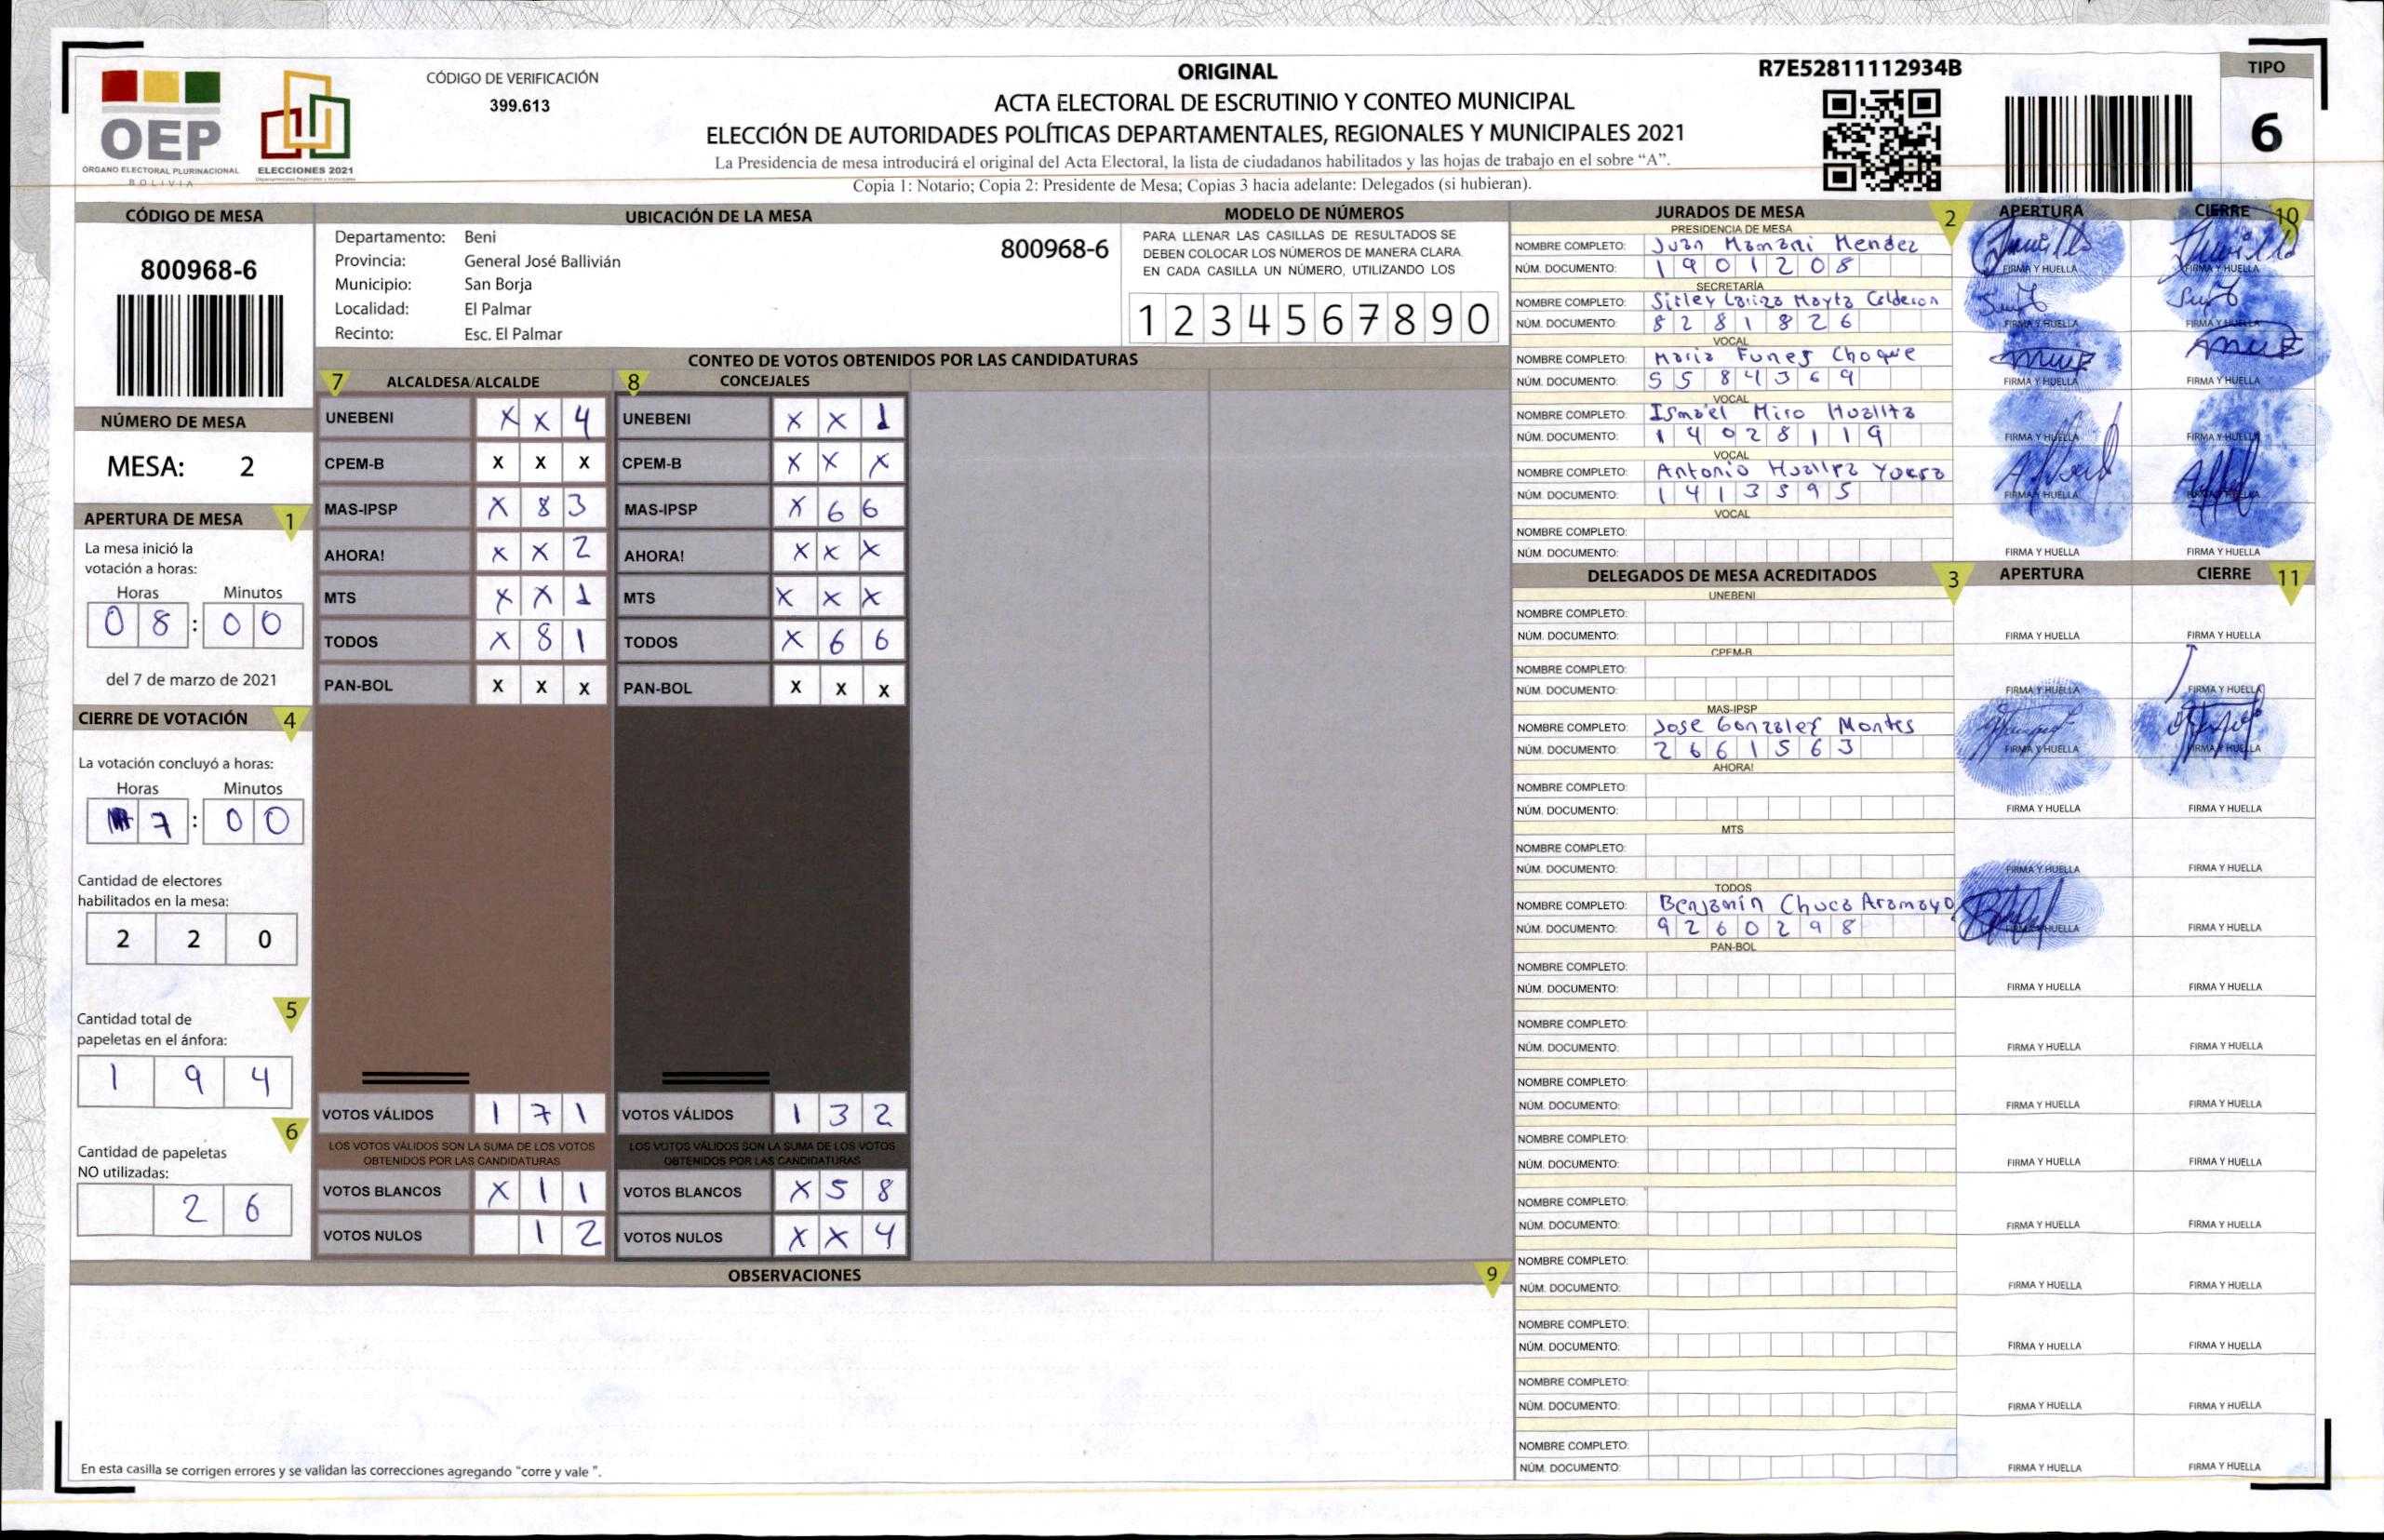 OEP
ÓRGANO ELECTORAL PLURINACIONAL
BOLIVIA
ELECCIONES 2021
CÓDIGO DE VERIFICACIÓN
399.613
ORIGINAL
ACTA ELECTORAL DE ESCRUTINIO Y CONTEO MUNICIPAL
ELECCIÓN DE AUTORIDADES POLÍTICAS DEPARTAMENTALES, REGIONALES Y MUNICIPALES 2021
La Presidencia de mesa introducirá el original del Acta Electoral, la lista de ciudadanos habilitados y las hojas de trabajo en el sobre “A”.
Copia 1: Notario; Copia 2: Presidente de Mesa; Copias 3 hacia adelante: Delegados (si hubieran).
R7E52811112934B
TIPO
6
CÓDIGO DE MESA
800968-6
NÚMERO DE MESA
MESA: 2
APERTURA DE MESA 1
La mesa inició la
votación a horas:
Horas Minutos
0 8 : 0 0
del 7 de marzo de 2021
CIERRE DE VOTACIÓN 4
La votación concluyó a horas:
Horas Minutos
7 : 0 0
Cantidad de electores
habilitados en la mesa:
2 2 0
5
Cantidad total de
papeletas en el ánfora:
1 9 4
6
Cantidad de papeletas
NO utilizadas:
2 6
UBICACIÓN DE LA MESA
Departamento: Beni
800968-6
Provincia: General José Ballivián
Municipio: San Borja
Localidad: El Palmar
Recinto: Esc. El Palmar
MODELO DE NÚMEROS
PARA LLENAR LAS CASILLAS DE RESULTADOS SE
DEBEN COLOCAR LOS NÚMEROS DE MANERA CLARA
EN CADA CASILLA UN NÚMERO, UTILIZANDO LOS
1 2 3 4 5 6 7 8 9 0
CONTEO DE VOTOS OBTENIDOS POR LAS CANDIDATURAS
7 ALCALDESA/ALCALDE
UNEBENI X X 4
CPEM-B X X X
MAS-IPSP X 8 3
AHORA! X X 2
MTS X X 1
TODOS X 8 1
PAN-BOL X X X
VOTOS VÁLIDOS 1 7 1
LOS VOTOS VÁLIDOS SON LA SUMA DE LOS VOTOS
OBTENIDOS POR LAS CANDIDATURAS
VOTOS BLANCOS X 1 1
VOTOS NULOS 1 2
8 CONCEJALES
UNEBENI X X 1
CPEM-B X X X
MAS-IPSP X 6 6
AHORA! X X X
MTS X X X
TODOS X 6 6
PAN-BOL X X X
VOTOS VÁLIDOS 1 3 2
LOS VOTOS VÁLIDOS SON LA SUMA DE LOS VOTOS
OBTENIDOS POR LAS CANDIDATURAS
VOTOS BLANCOS X 5 8
VOTOS NULOS X X 4
OBSERVACIONES 9
En esta casilla se corrigen errores y se validan las correcciones agregando "corre y vale ".
JURADOS DE MESA 2 APERTURA CIERRE 10
PRESIDENCIA DE MESA
NOMBRE COMPLETO: Juan Mamani Mendez
NÚM. DOCUMENTO: 1 9 0 1 2 0 8 FIRMA Y HUELLA FIRMA Y HUELLA
SECRETARÍA
NOMBRE COMPLETO: Sirley Mayta Calderon
NÚM. DOCUMENTO: 8 2 8 1 8 2 6 FIRMA Y HUELLA FIRMA Y HUELLA
VOCAL
NOMBRE COMPLETO: Maria Funes Choque
NÚM. DOCUMENTO: 5 5 8 4 3 6 9 FIRMA Y HUELLA FIRMA Y HUELLA
VOCAL
NOMBRE COMPLETO: Ismael Miro
NÚM. DOCUMENTO: 1 4 0 2 8 1 1 9 FIRMA Y HUELLA FIRMA Y HUELLA
VOCAL
NOMBRE COMPLETO: Antonio Huallpa
NÚM. DOCUMENTO: 1 4 1 3 5 9 5 FIRMA Y HUELLA FIRMA Y HUELLA
VOCAL
NOMBRE COMPLETO:
NÚM. DOCUMENTO: FIRMA Y HUELLA FIRMA Y HUELLA
DELEGADOS DE MESA ACREDITADOS 3 APERTURA CIERRE 11
UNEBENI
NOMBRE COMPLETO:
NÚM. DOCUMENTO: FIRMA Y HUELLA FIRMA Y HUELLA
CPEM-B
NOMBRE COMPLETO:
NÚM. DOCUMENTO: FIRMA Y HUELLA FIRMA Y HUELLA
MAS-IPSP
NOMBRE COMPLETO: Jose Gonzalez Montes
NÚM. DOCUMENTO: 2 6 6 1 5 6 3 FIRMA Y HUELLA FIRMA Y HUELLA
AHORA!
NOMBRE COMPLETO:
NÚM. DOCUMENTO: FIRMA Y HUELLA FIRMA Y HUELLA
MTS
NOMBRE COMPLETO:
NÚM. DOCUMENTO: FIRMA Y HUELLA FIRMA Y HUELLA
TODOS
NOMBRE COMPLETO: Benjamín Chuca Aramayo
NÚM. DOCUMENTO: 9 2 6 0 2 9 8 FIRMA Y HUELLA FIRMA Y HUELLA
PAN-BOL
NOMBRE COMPLETO:
NÚM. DOCUMENTO: FIRMA Y HUELLA FIRMA Y HUELLA
NOMBRE COMPLETO:
NÚM. DOCUMENTO: FIRMA Y HUELLA FIRMA Y HUELLA
NOMBRE COMPLETO:
NÚM. DOCUMENTO: FIRMA Y HUELLA FIRMA Y HUELLA
NOMBRE COMPLETO:
NÚM. DOCUMENTO: FIRMA Y HUELLA FIRMA Y HUELLA
NOMBRE COMPLETO:
NÚM. DOCUMENTO: FIRMA Y HUELLA FIRMA Y HUELLA
NOMBRE COMPLETO:
NÚM. DOCUMENTO: FIRMA Y HUELLA FIRMA Y HUELLA
NOMBRE COMPLETO:
NÚM. DOCUMENTO: FIRMA Y HUELLA FIRMA Y HUELLA
NOMBRE COMPLETO:
NÚM. DOCUMENTO: FIRMA Y HUELLA FIRMA Y HUELLA
NOMBRE COMPLETO:
NÚM. DOCUMENTO: FIRMA Y HUELLA FIRMA Y HUELLA